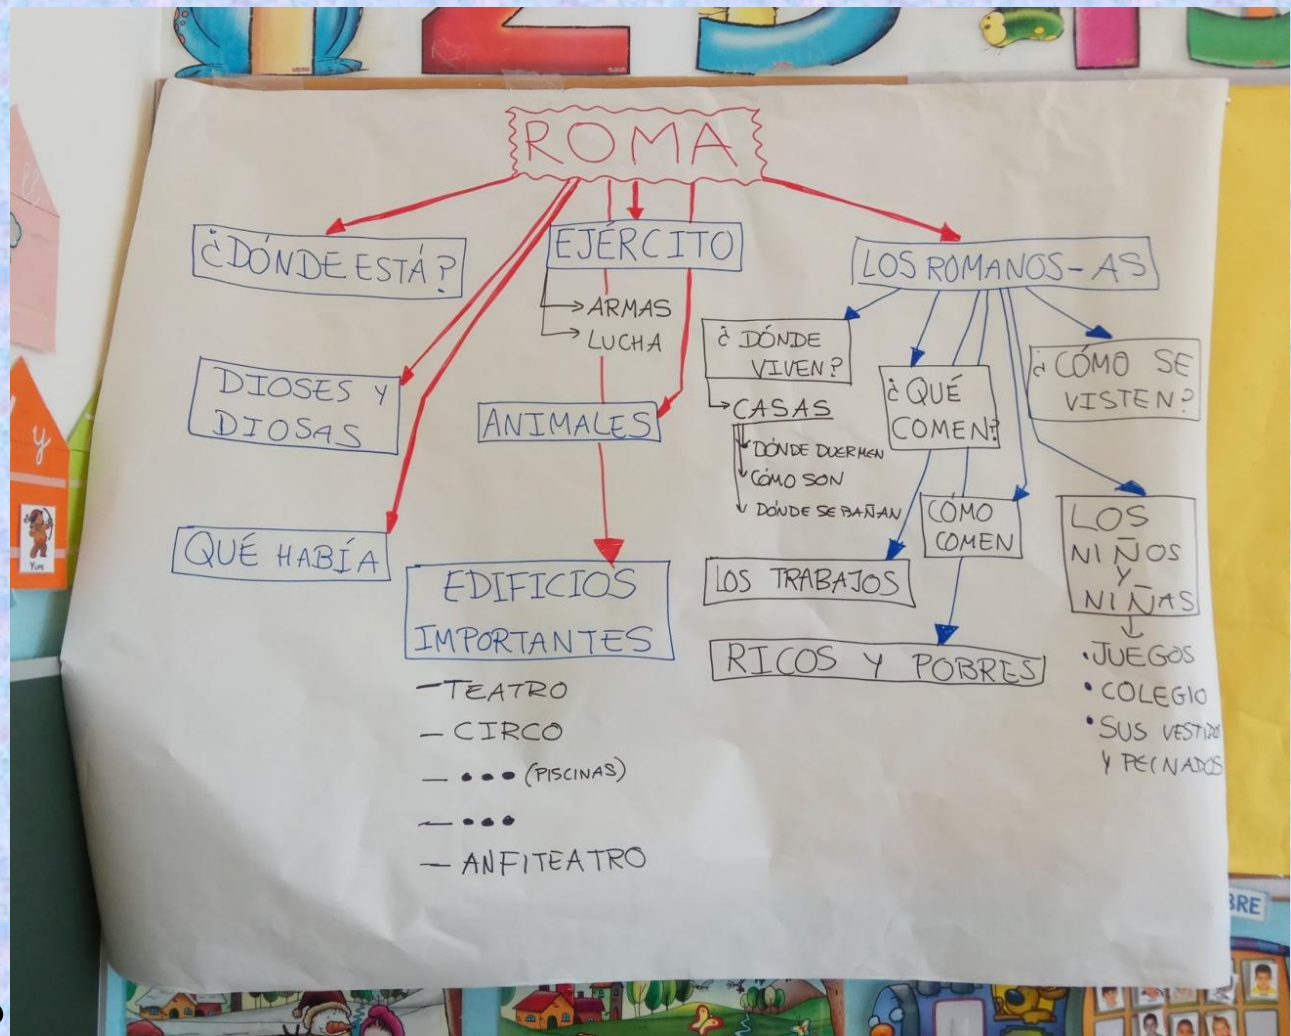 ROMA
¿DÓNDE ESTÁ?
EJÉRCITO
ARMAS
LUCHA
LOS ROMANOS-AS
DIOSES Y
DIOSAS
ANIMALES
QUÉ HABÍA
EDIFICIOS
IMPORTANTES
-TEATRO
- CIRCO
- ••• (PISCINAS)
- •••
- ANFITEATRO
¿DÓNDE
VIVEN?
CASAS
DÓNDE DUERMEN
CÓMO SON
DÓNDE SE BAÑAN
¿QUÉ
COMEN?
¿CÓMO SE
VISTEN?
CÓMO
COMEN
LOS TRABAJOS
RICOS Y POBRES
LOS
NIÑOS
Y
NIÑAS
•JUEGOS
•COLEGIO
•SUS VESTIDOS
Y PEINADOS
y
BRE